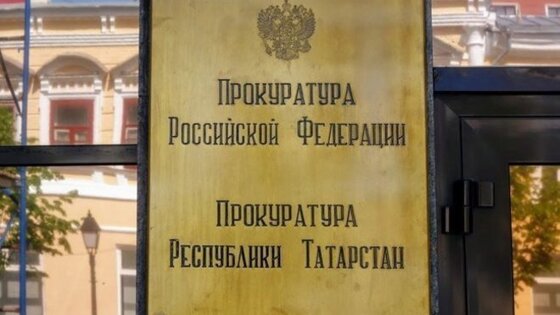 Прокуратура
Российской Федерации
Прокуратура
Республики Татарстан